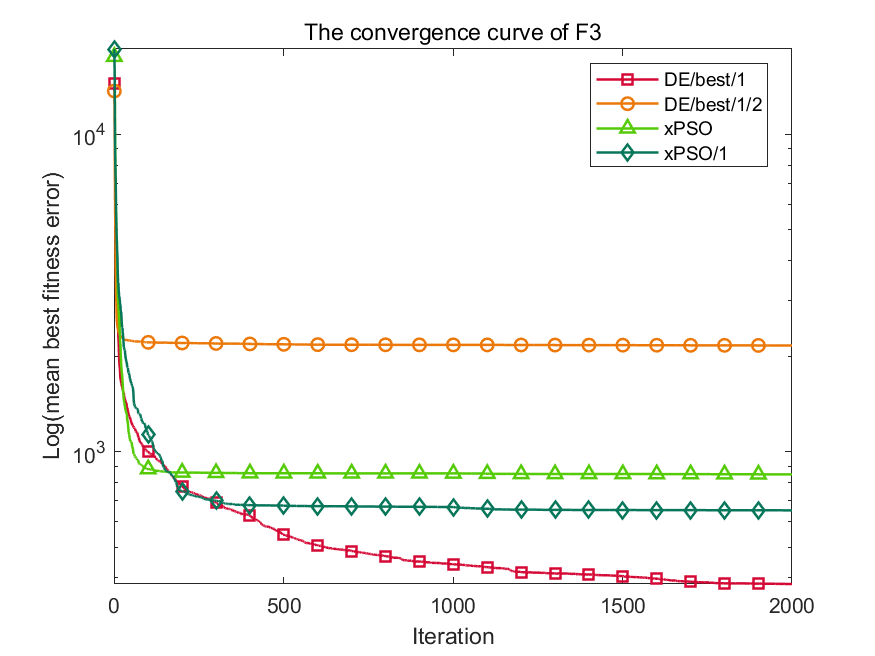 The convergence curve of F3
DE/best/1
DE/best/1/2
xPSO
xPSO/1
Log(mean best fitness error)
10^4
10^3
0 500 1000 1500 2000
Iteration